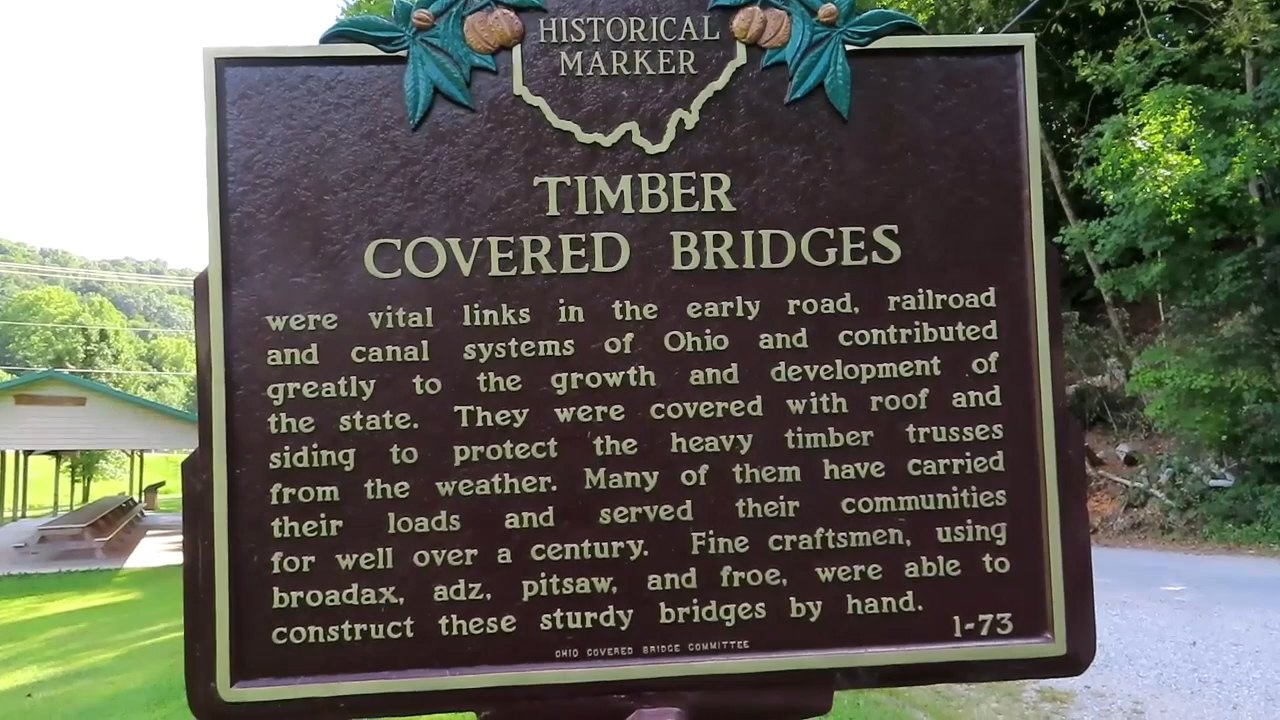 HISTORICAL
MARKER
TIMBER
COVERED BRIDGES
were vital links in the early road, railroad
and canal systems of Ohio and contributed
greatly to the growth and development of
the state. They were covered with roof and
siding to protect the heavy timber trusses
from the weather. Many of them have carried
their loads and served their communities
for well over a century. Fine craftsmen, using
broadax, adz, pitsaw, and froe, were able to
construct these sturdy bridges by hand.
1-73
OHIO COVERED BRIDGE COMMITTEE